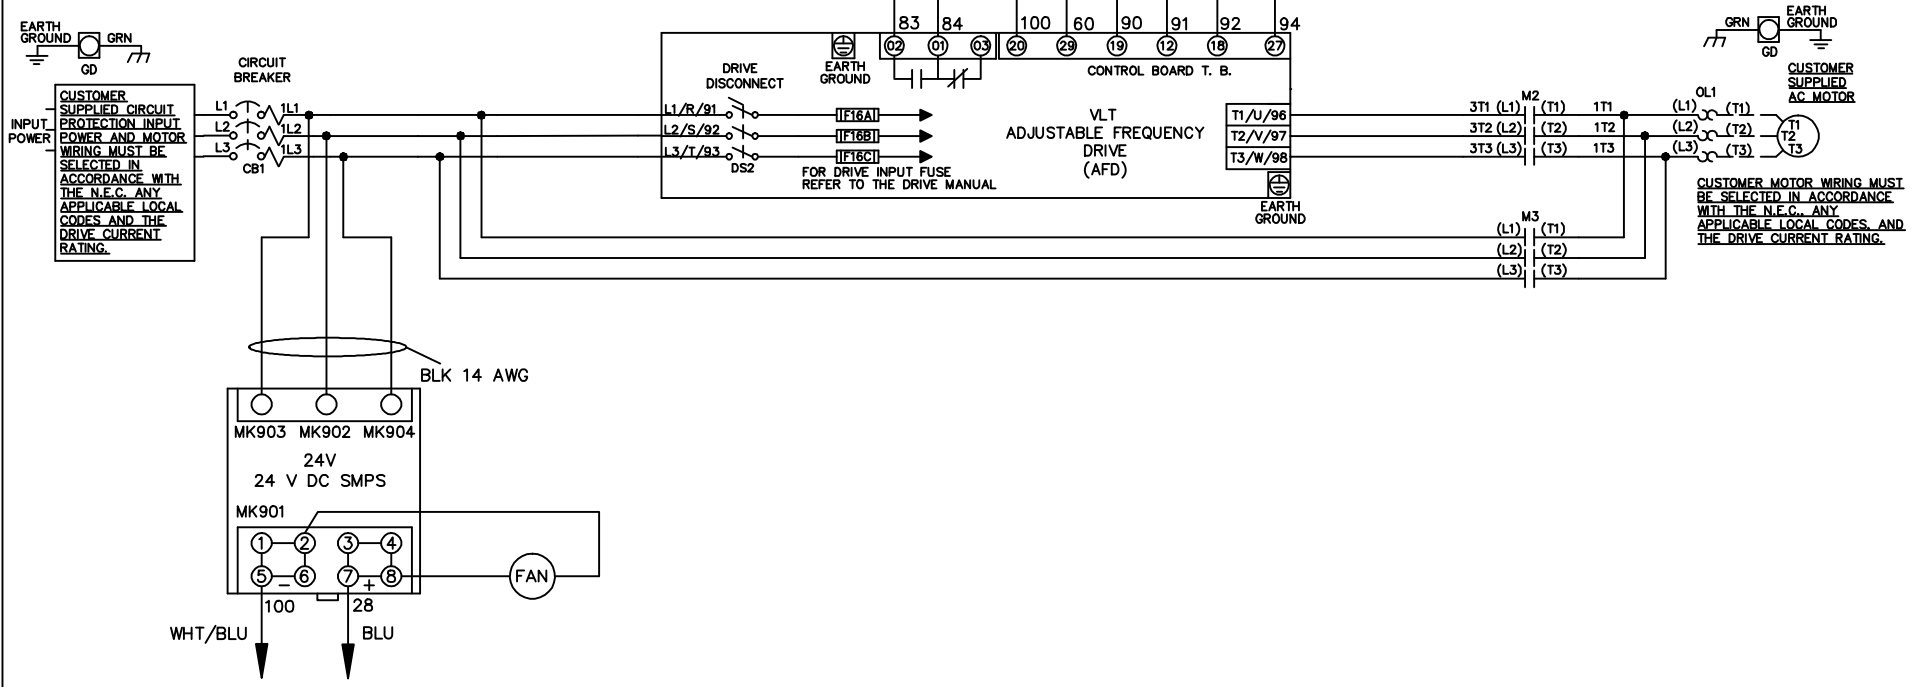 83 84 100 60 90 91 92 94
EARTH
GROUND
GRN
GD
CIRCUIT
BREAKER
CUSTOMER
SUPPLIED CIRCUIT
PROTECTION INPUT
POWER AND MOTOR
WIRING MUST BE
SELECTED IN
ACCORDANCE WITH
THE N.E.C. ANY
APPLICABLE LOCAL
CODES AND THE
DRIVE CURRENT
RATING.
INPUT
POWER
L1 1L1
L2 1L2
L3 1L3
CB1
DRIVE
DISCONNECT
L1/R/91
L2/S/92
L3/T/93
DS2
EARTH
GROUND
02 01 03 20 29 19 12 18 27
CONTROL BOARD T. B.
IF16A
IF16B
IF16C
FOR DRIVE INPUT FUSE
REFER TO THE DRIVE MANUAL
VLT
ADJUSTABLE FREQUENCY
DRIVE
(AFD)
T1/U/96
T2/V/97
T3/W/98
EARTH
GROUND
M2
3T1 (L1) (T1) 1T1
3T2 (L2) (T2) 1T2
3T3 (L3) (T3) 1T3
M3
(L1) (T1)
(L2) (T2)
(L3) (T3)
GRN
EARTH
GROUND
GD
CUSTOMER
SUPPLIED
AC MOTOR
OL1
(L1) (T1)
(L2) (T2)
(L3) (T3)
T1
T2
T3
CUSTOMER MOTOR WIRING MUST
BE SELECTED IN ACCORDANCE
WITH THE N.E.C., ANY
APPLICABLE LOCAL CODES, AND
THE DRIVE CURRENT RATING.
BLK 14 AWG
MK903 MK902 MK904
24V
24 V DC SMPS
MK901
1 2 3 4
5 6 7 8
− +
FAN
100 28
WHT/BLU BLU